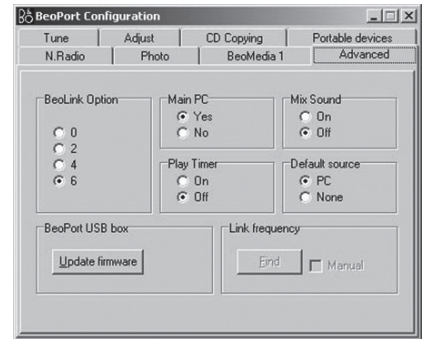 BeoPort Configuration
Tune Adjust CD Copying Portable devices
N.Radio Photo BeoMedia 1 Advanced
BeoLink Option Main PC Mix Sound
Yes On
0 No Off
2
4 Play Timer Default source
6 On PC
Off None
BeoPort USB box Link frequency
Update firmware Find Manual